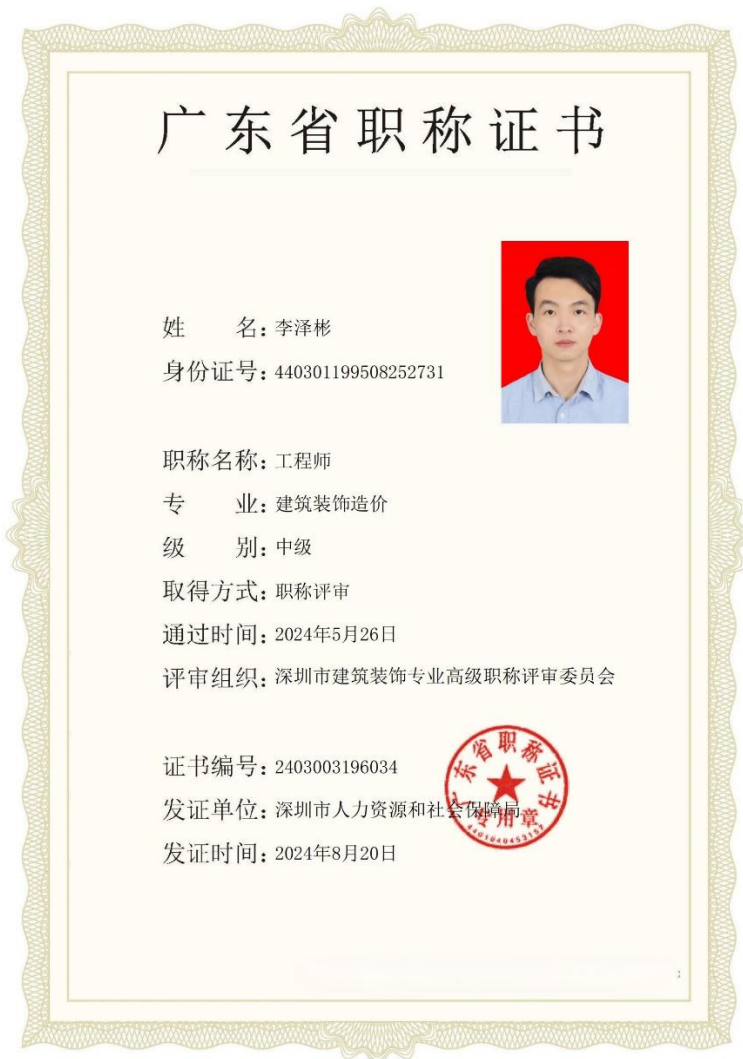 广东省职称证书
姓 名：李泽彬
身份证号：440301199508252731
职称名称：工程师
专 业：建筑装饰造价
级 别：中级
取得方式：职称评审
通过时间：2024年5月26日
评审组织：深圳市建筑装饰专业高级职称评审委员会
证书编号：2403003196034
发证单位：深圳市人力资源和社会保障局
发证时间：2024年8月20日
广东省职称证书
专用章